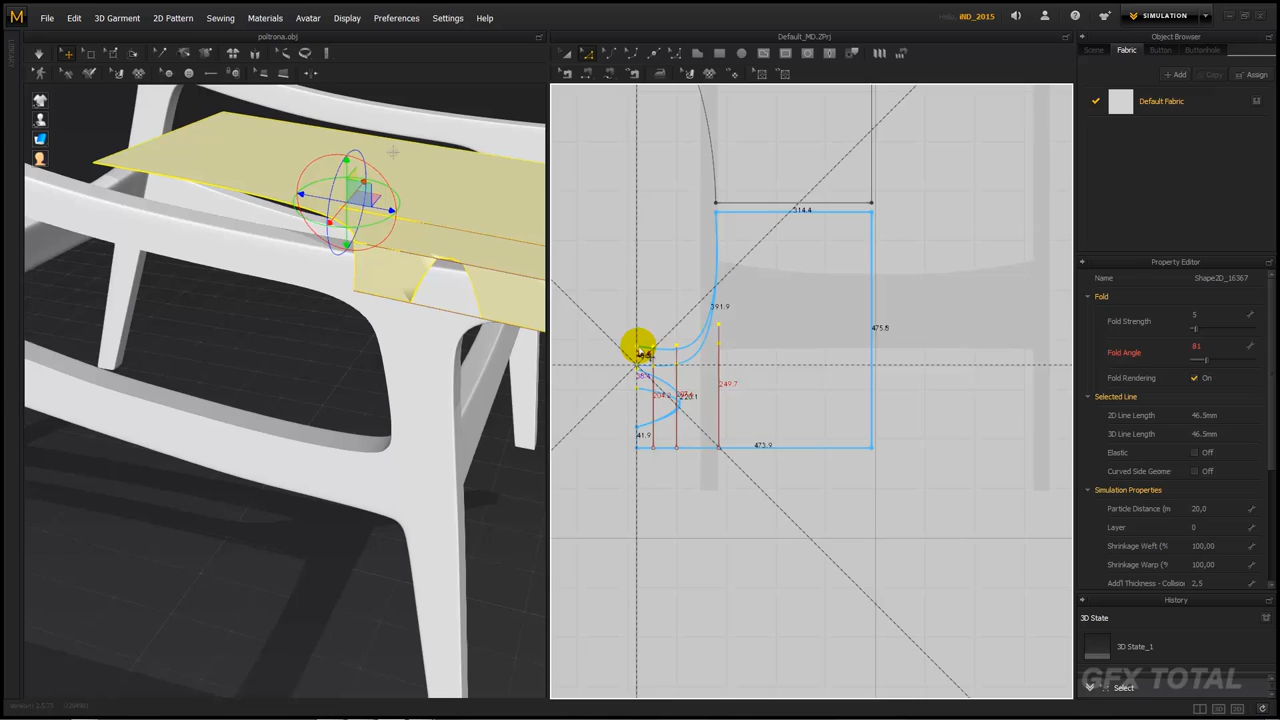 M File Edit 3D Garment 2D Pattern Sewing Materials Avatar Display Preferences Settings Help
Hello, iND_2015
SIMULATION
poltrona.obj
Default_MD.ZPrj
Object Browser
Scene Fabric Button Buttonhole
Add Copy Assign
Default Fabric
LIBRARY
314.4
391.9
475.8
249.7
41.9
473.9
Property Editor
Name Shape2D_16367
Fold
Fold Strength 5
Fold Angle 81
Fold Rendering On
Selected Line
2D Line Length 46.5mm
3D Line Length 46.5mm
Elastic Off
Curved Side Geome Off
Simulation Properties
Particle Distance (m 20,0
Layer 0
Shrinkage Weft (% 100,00
Shrinkage Warp (% 100,00
Add'l Thickness - Collision 2,5
History
3D State
3D State_1
Select
GFX TOTAL